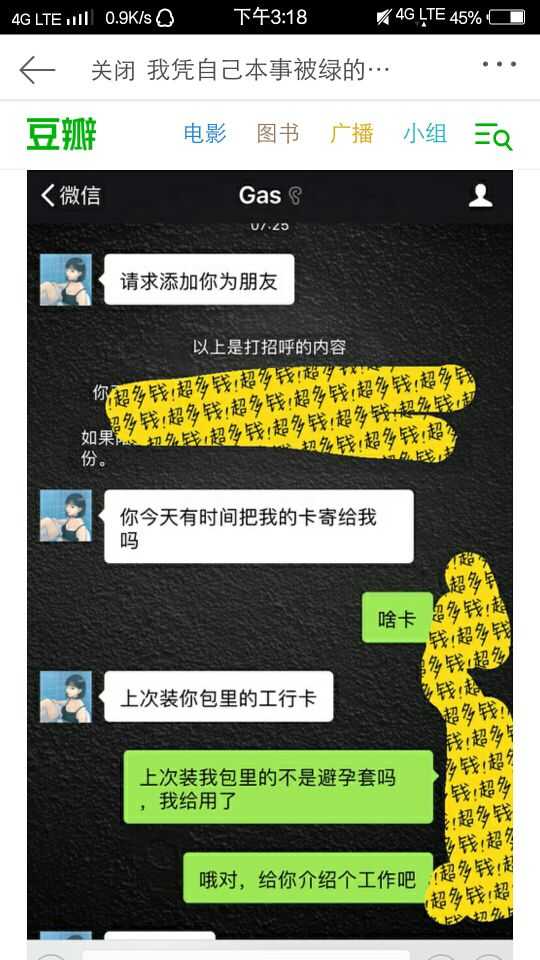 4G LTE 0.9K/s 下午3:18 4G LTE 45%
关闭 我凭自己本事被绿的…
豆瓣 电影 图书 广播 小组
微信 Gas
07:25
请求添加你为朋友
以上是打招呼的内容
你
超多钱!超多钱!超多钱!超多钱!超多钱!
如果
份。
你今天有时间把我的卡寄给我
吗
啥卡
上次装你包里的工行卡
上次装我包里的不是避孕套吗
，我给用了
哦对，给你介绍个工作吧
超多钱!超多钱!